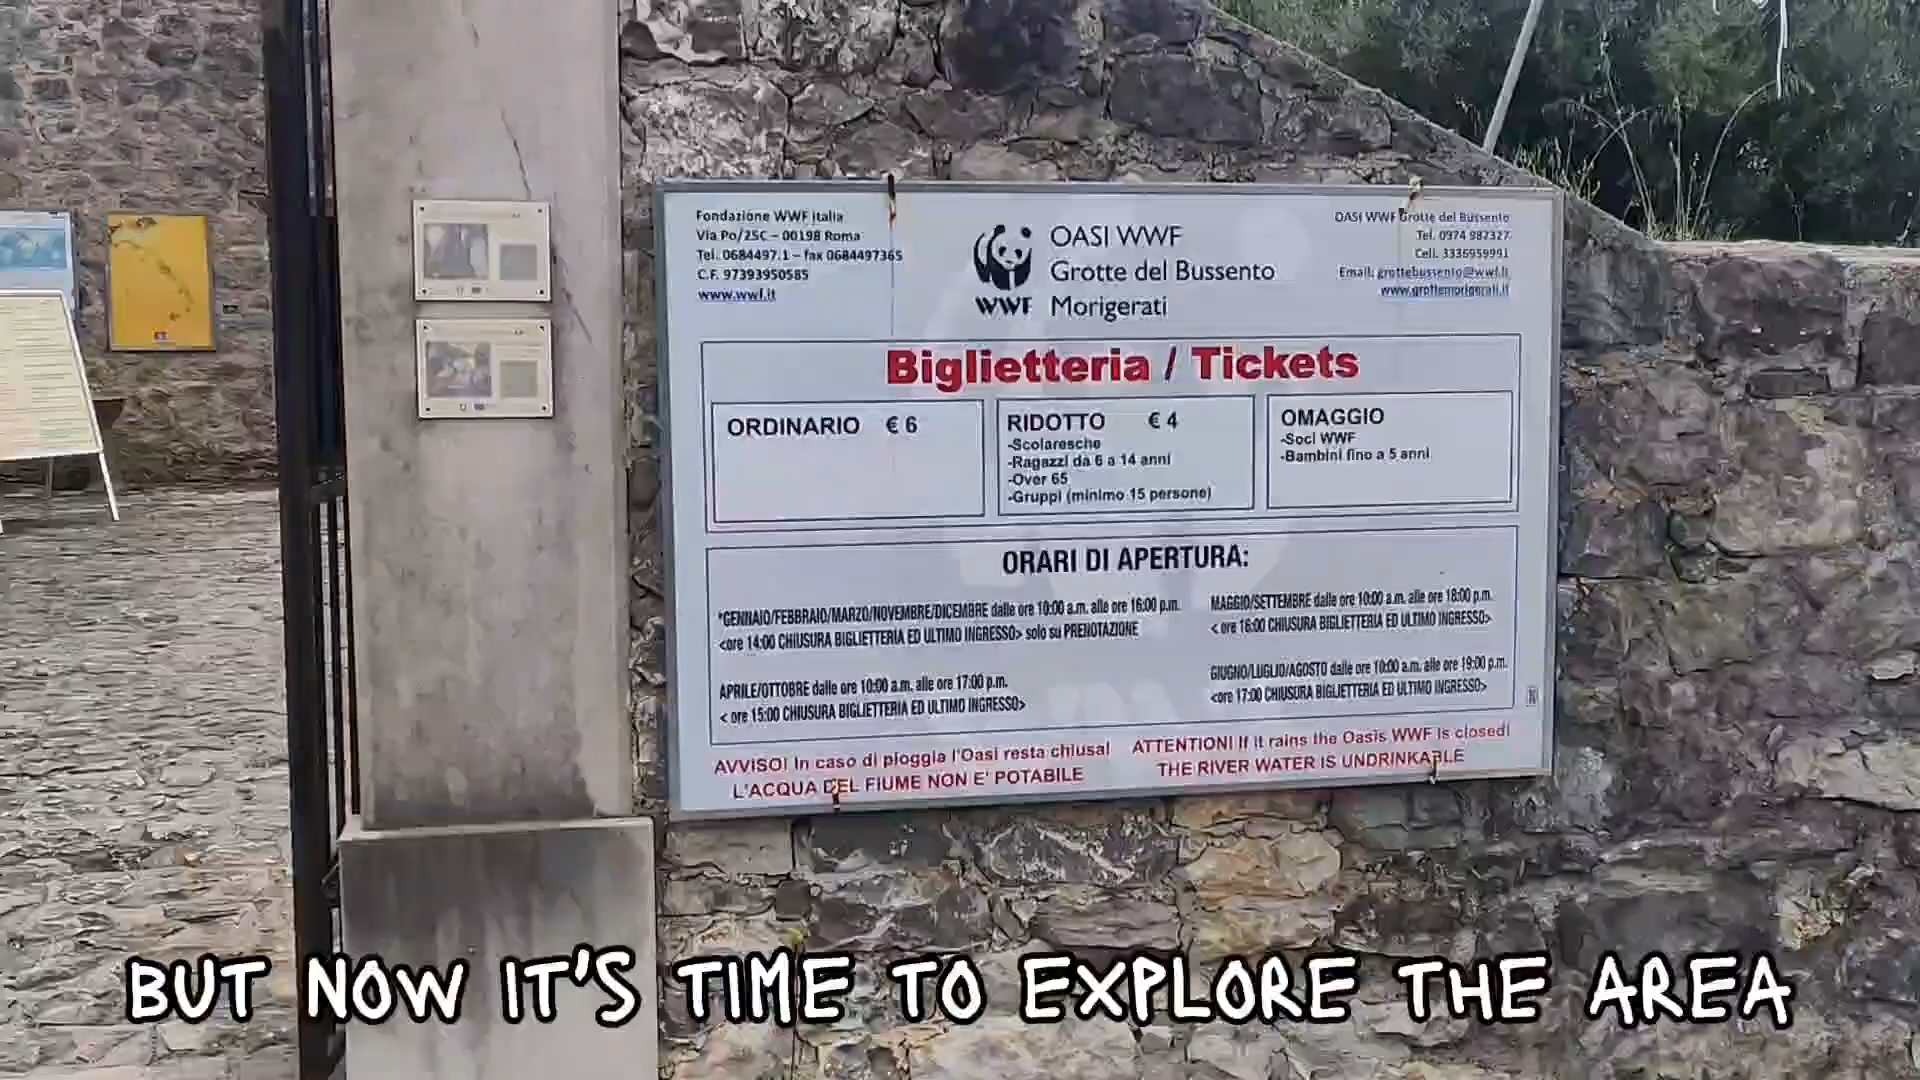 Fondazione WWF Italia
Via Po/25C – 00198 Roma
Tel. 0684497.1 – fax 0684497365
C.F. 97393950585
www.wwf.it
WWF
OASI WWF
Grotte del Bussento
Morigerati
OASI WWF Grotte del Bussento
Tel. 0974 982327
Cell. 3336959991
Email: grottebussento@wwf.it
www.grottemorigerati.it
Biglietteria / Tickets
ORDINARIO € 6
RIDOTTO € 4
-Scolaresche
-Ragazzi da 6 a 14 anni
-Over 65
-Gruppi (minimo 15 persone)
OMAGGIO
-Soci WWF
-Bambini fino a 5 anni
ORARI DI APERTURA:
*GENNAIO/FEBBRAIO/MARZO/NOVEMBRE/DICEMBRE dalle ore 10:00 a.m. alle ore 16:00 p.m.
<ore 14:00 CHIUSURA BIGLIETTERIA ED ULTIMO INGRESSO> solo su PRENOTAZIONE
APRILE/OTTOBRE dalle ore 10:00 a.m. alle ore 17:00 p.m.
< ore 15:00 CHIUSURA BIGLIETTERIA ED ULTIMO INGRESSO>
MAGGIO/SETTEMBRE dalle ore 10:00 a.m. alle ore 18:00 p.m.
< ore 16:00 CHIUSURA BIGLIETTERIA ED ULTIMO INGRESSO>
GIUGNO/LUGLIO/AGOSTO dalle ore 10:00 a.m. alle ore 19:00 p.m.
<ore 17:00 CHIUSURA BIGLIETTERIA ED ULTIMO INGRESSO>
AVVISO! In caso di pioggia l'Oasi resta chiusa!
L'ACQUA DEL FIUME NON E' POTABILE
ATTENTION! If it rains the Oasis WWF is closed!
THE RIVER WATER IS UNDRINKABLE
BUT NOW IT'S TIME TO EXPLORE THE AREA